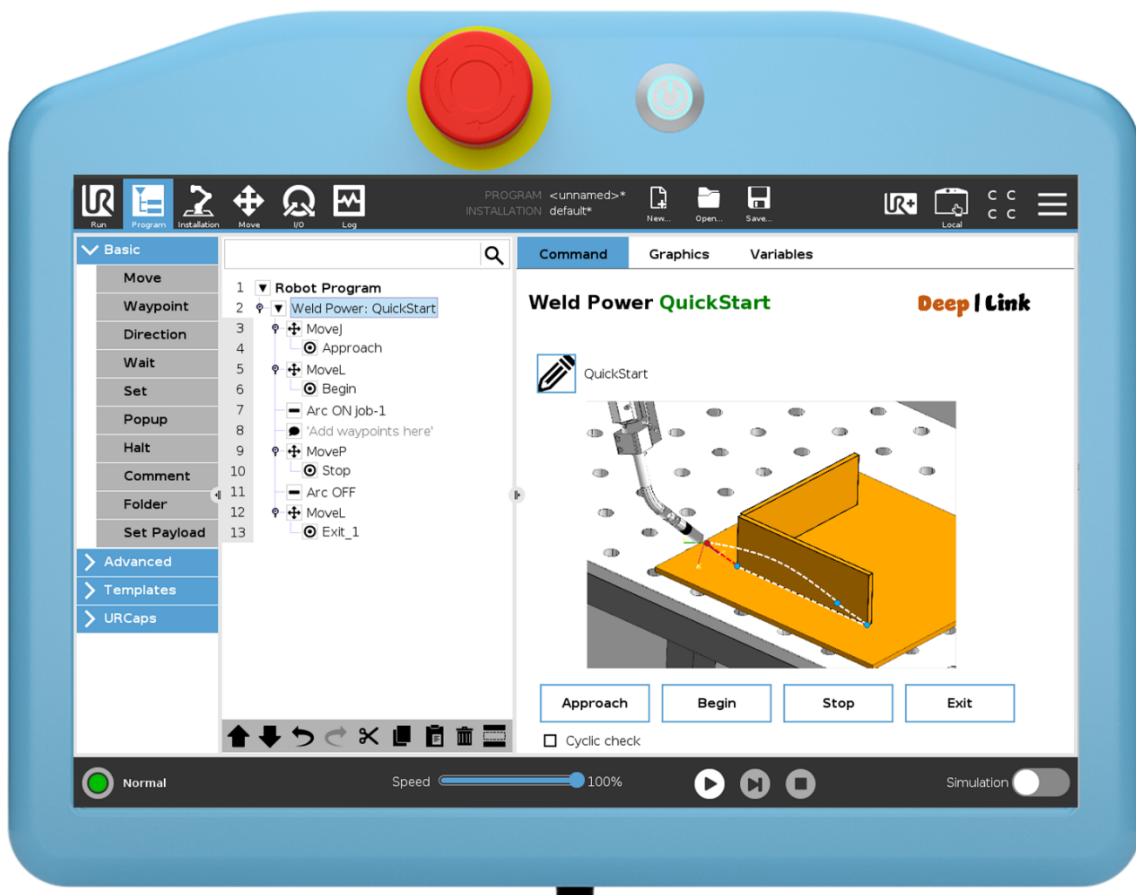 PROGRAM <unnamed>*
INSTALLATION default*
Run Program Installation Move I/O Log New... Open... Save... UR+ Local C C
C C
Basic
Move
Waypoint
Direction
Wait
Set
Popup
Halt
Comment
Folder
Set Payload
Advanced
Templates
URCaps
1 Robot Program
2 Weld Power: QuickStart
3 MoveJ
4 Approach
5 MoveL
6 Begin
7 Arc ON job-1
8 'Add waypoints here'
9 MoveP
10 Stop
11 Arc OFF
12 MoveL
13 Exit_1
Command Graphics Variables
Weld Power QuickStart Deep | Link
QuickStart
Approach Begin Stop Exit
Cyclic check
Normal Speed 100% Simulation